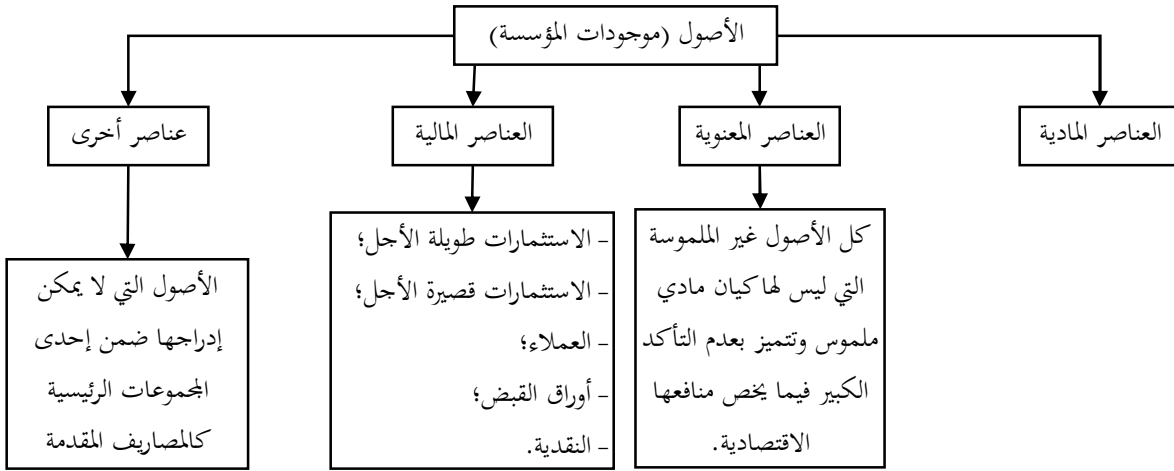 الأصول (موجودات المؤسسة)
العناصر المادية
العناصر المعنوية
العناصر المالية
عناصر أخرى
كل الأصول غير الملموسة
التي ليس لها كيان مادي
ملموس وتتميز بعدم التأكد
الكبير فيما يخص منافعها
الاقتصادية.
- الاستثمارات طويلة الأجل؛
- الاستثمارات قصيرة الأجل؛
- العملاء؛
- أوراق القبض؛
- النقدية.
الأصول التي لا يمكن
إدراجها ضمن إحدى
المجموعات الرئيسية
كالمصاريف المقدمة